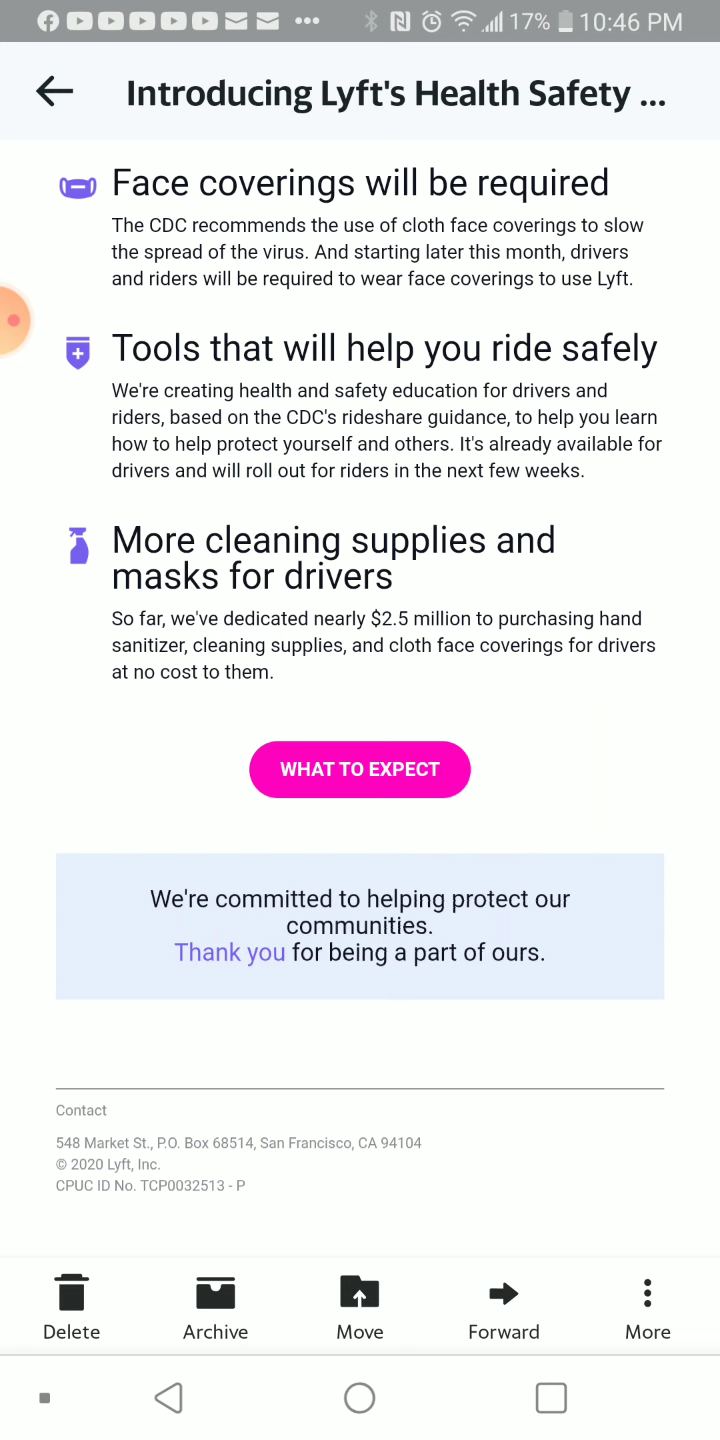 17% 10:46 PM
Introducing Lyft's Health Safety ...
Face coverings will be required
The CDC recommends the use of cloth face coverings to slow
the spread of the virus. And starting later this month, drivers
and riders will be required to wear face coverings to use Lyft.
Tools that will help you ride safely
We're creating health and safety education for drivers and
riders, based on the CDC's rideshare guidance, to help you learn
how to help protect yourself and others. It's already available for
drivers and will roll out for riders in the next few weeks.
More cleaning supplies and
masks for drivers
So far, we've dedicated nearly $2.5 million to purchasing hand
sanitizer, cleaning supplies, and cloth face coverings for drivers
at no cost to them.
WHAT TO EXPECT
We're committed to helping protect our
communities.
Thank you for being a part of ours.
Contact
548 Market St., P.O. Box 68514, San Francisco, CA 94104
© 2020 Lyft, Inc.
CPUC ID No. TCP0032513 - P
Delete Archive Move Forward More